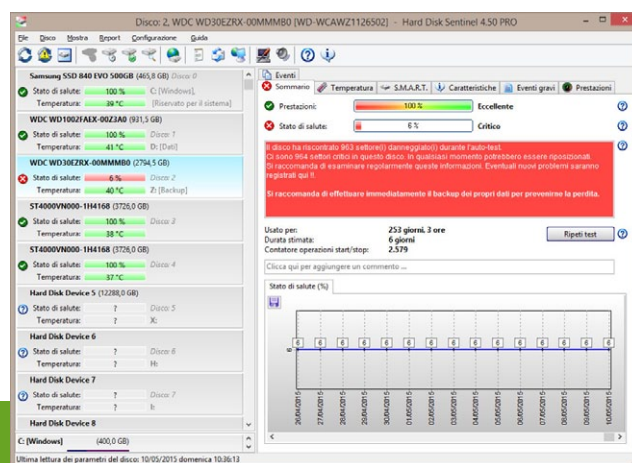 Disco: 2, WDC WD30EZRX-00MMMB0 [WD-WCAWZ1126502] - Hard Disk Sentinel 4.50 PRO
File Disco Mostra Report Configurazione Guida
Samsung SSD 840 EVO 500GB (465,8 GB) Disco: 0
Stato di salute: 100 % C: [Windows],
Temperatura: 39 °C [Riservato per il sistema]
WDC WD1002FAEX-00Z3A0 (931,5 GB)
Stato di salute: 100 % Disco: 1
Temperatura: 41 °C D: [Dati]
WDC WD30EZRX-00MMMB0 (2794,5 GB)
Stato di salute: 6 % Disco: 2
Temperatura: 40 °C Z: [Backup]
ST4000VN000-1H4168 (3726,0 GB)
Stato di salute: 100 % Disco: 3
Temperatura: 38 °C
ST4000VN000-1H4168 (3726,0 GB)
Stato di salute: 100 % Disco: 4
Temperatura: 37 °C
Hard Disk Device 5 (12288,0 GB)
Stato di salute: ? Disco: 5
Temperatura: ? X:
Hard Disk Device 6
Stato di salute: ? Disco: 6
Temperatura: ? H:
Hard Disk Device 7
Stato di salute: ? Disco: 7
Temperatura: ? I:
Hard Disk Device 8
C: [Windows] (400,0 GB)
Eventi
Sommario Temperatura S.M.A.R.T. Caratteristiche Eventi gravi Prestazioni
Prestazioni: 100 % Eccellente
Stato di salute: 6 % Critico
Il disco ha riscontrato 963 settore(i) danneggiato(i) durante l'auto-test.
Ci sono 964 settori critici in questo disco. In qualsiasi momento potrebbero essere riposizionati.
Si raccomanda di esaminare regolarmente queste informazioni. Eventuali nuovi problemi saranno
registrati qui !!.
Si raccomanda di effettuare immediatamente il backup dei propri dati per prevenirne la perdita.
Usato per: 253 giorni, 3 ore
Durata stimata: 6 giorni
Contatore operazioni start/stop: 2.579
Ripeti test
Clicca qui per aggiungere un commento ...
Stato di salute (%)
6
6 6 6 6 6 6 6 6 6 6 6 6 6 6 6
26/04/2015 27/04/2015 28/04/2015 29/04/2015 30/04/2015 01/05/2015 02/05/2015 03/05/2015 04/05/2015 05/05/2015 06/05/2015 07/05/2015 08/05/2015 09/05/2015 10/05/2015
Ultima lettura dei parametri del disco: 10/05/2015 domenica 10:36:13